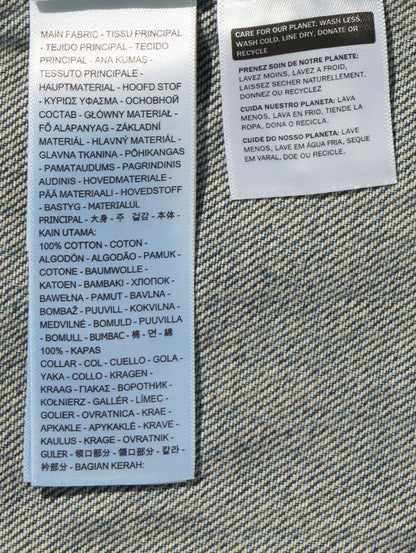 MAIN FABRIC - TISSU PRINCIPAL
- TEJIDO PRINCIPAL - TECIDO
PRINCIPAL - ANA KUMAŞ -
TESSUTO PRINCIPALE -
HAUPTMATERIAL - HOOFD STOF
- ΚΥΡΙΩΣ ΥΦΑΣΜΑ - ОСНОВНОЙ
СОСТАВ - GŁÓWNY MATERIAŁ -
FŐ ALAPANYAG - ZÁKLADNÍ
MATERIÁL - HLAVNÝ MATERIÁL -
GLAVNA TKANINA - PÕHIKANGAS
- PAMATAUDUMS - PAGRINDINIS
AUDINIS - HOVEDMATERIALE -
PÄÄ MATERIAALI - HOVEDSTOFF
- BASTYG - MATERIALUL
PRINCIPAL - 大身 - 주 겉감 - 本体 -
KAIN UTAMA:
100% COTTON - COTON -
ALGODÓN - ALGODÃO - PAMUK -
COTONE - BAUMWOLLE -
KATOEN - ΒΑΜΒΑΚΙ - ХЛОПОК -
BAWEŁNA - PAMUT - BAVLNA -
BOMBAŽ - PUUVILL - KOKVILNA -
MEDVILNĖ - BOMULD - PUUVILLA
- BOMULL - BUMBAC - 棉 - 면 - 綿
100% - KAPAS
COLLAR - COL - CUELLO - GOLA -
YAKA - COLLO - KRAGEN -
KRAAG - ΓΙΑΚΑΣ - ВОРОТНИК -
KOŁNIERZ - GALLÉR - LÍMEC -
GOLIER - OVRATNICA - KRAE -
APKAKLE - APYKAKLĖ - KRAVE -
KAULUS - KRAGE - OVRATNIK -
GULER - 领口部分 - 領口部分 - 칼라 -
衿部分 - BAGIAN KERAH:
CARE FOR OUR PLANET: WASH LESS,
WASH COLD, LINE DRY, DONATE OR
RECYCLE
PRENEZ SOIN DE NOTRE PLANETE:
LAVEZ MOINS, LAVEZ A FROID,
LAISSEZ SECHER NATURELLEMENT,
DONNEZ OU RECYCLEZ
CUIDA NUESTRO PLANETA: LAVA
MENOS, LAVA EN FRIO, TIENDE LA
ROPA, DONA O RECICLA.
CUIDE DO NOSSO PLANETA: LAVE
MENOS, LAVE EM ÁGUA FRIA, SEQUE
EM VARAL, DOE OU RECICLE.